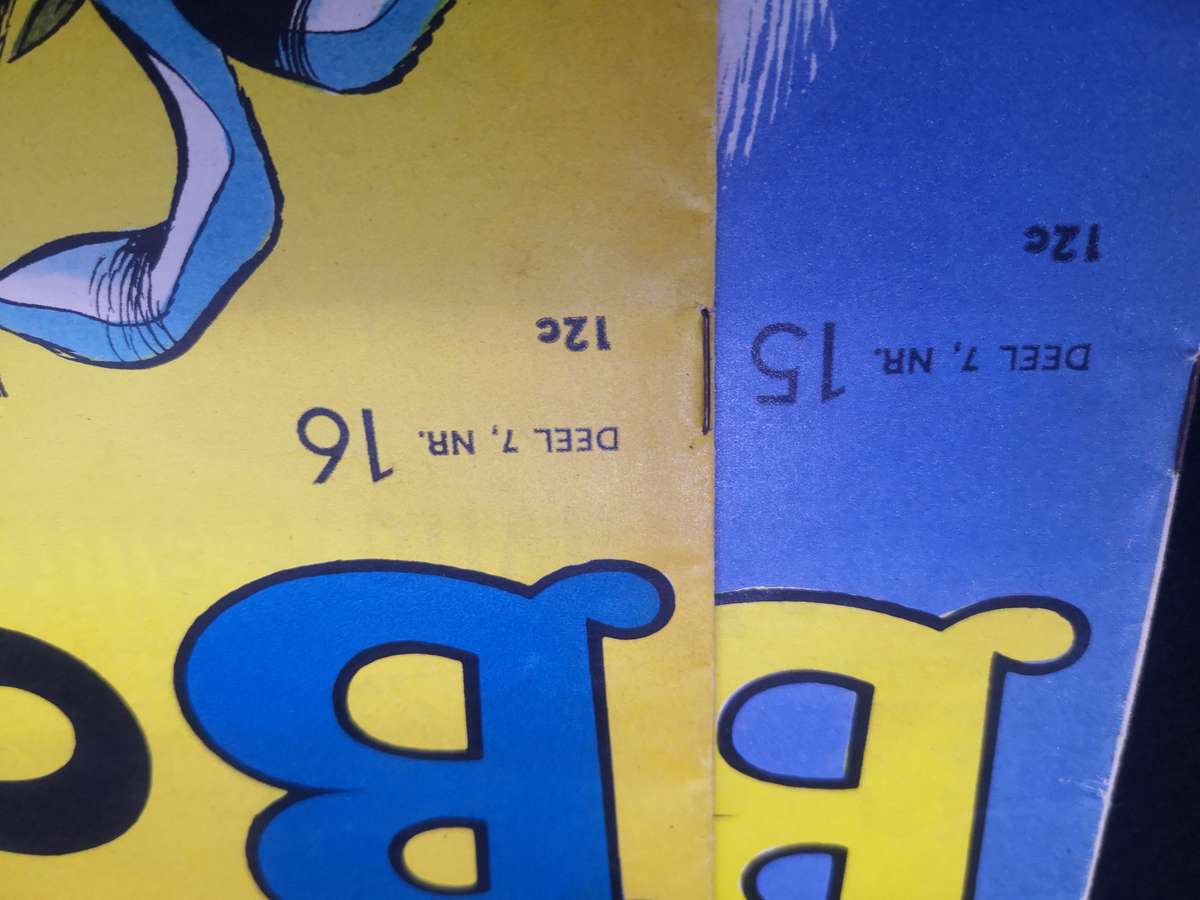 B
DEEL 7, NR. 16
12c
B
DEEL 7, NR. 15
12c